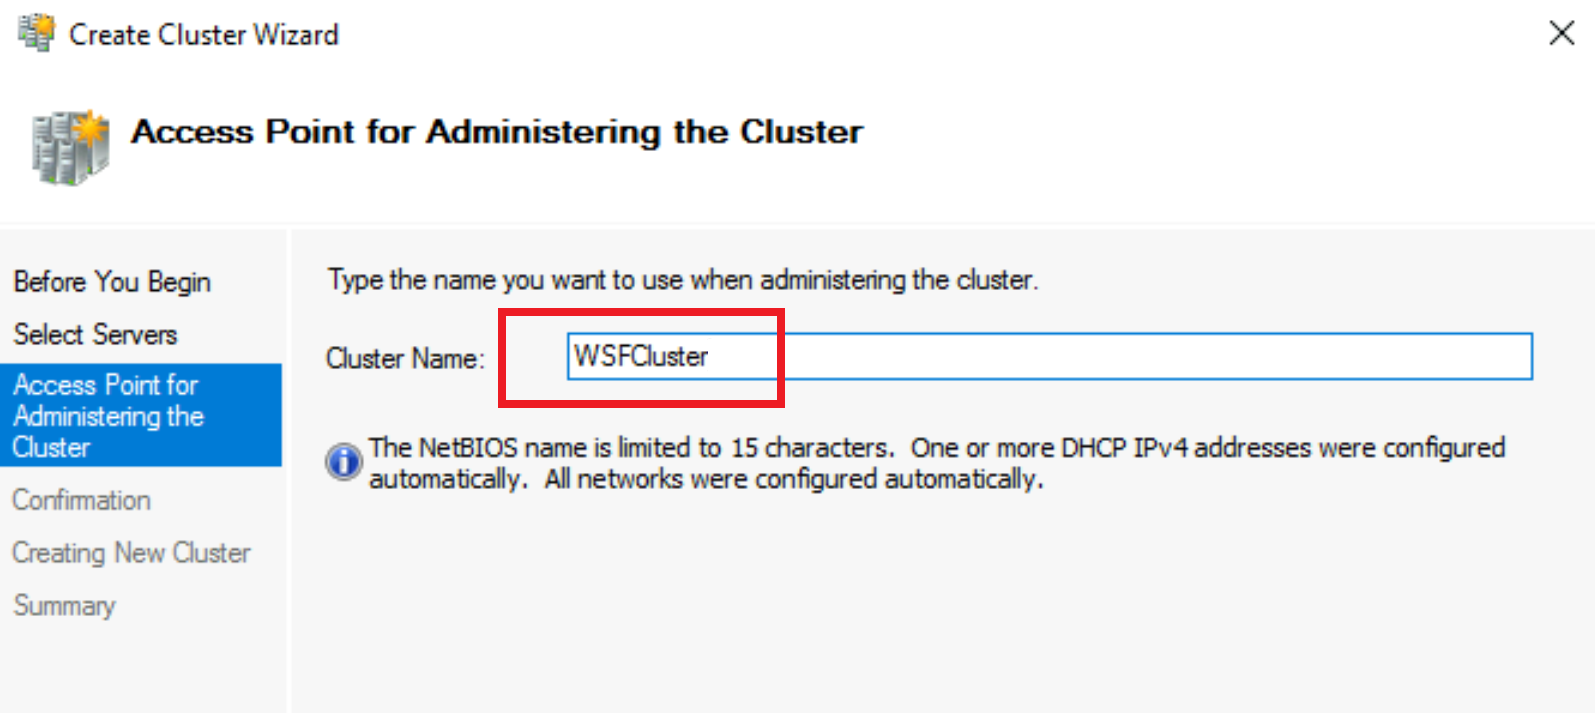 Create Cluster Wizard
Access Point for Administering the Cluster
Before You Begin
Select Servers
Access Point for
Administering the
Cluster
Confirmation
Creating New Cluster
Summary
Type the name you want to use when administering the cluster.
Cluster Name: WSFCluster
The NetBIOS name is limited to 15 characters.  One or more DHCP IPv4 addresses were configured
automatically.  All networks were configured automatically.